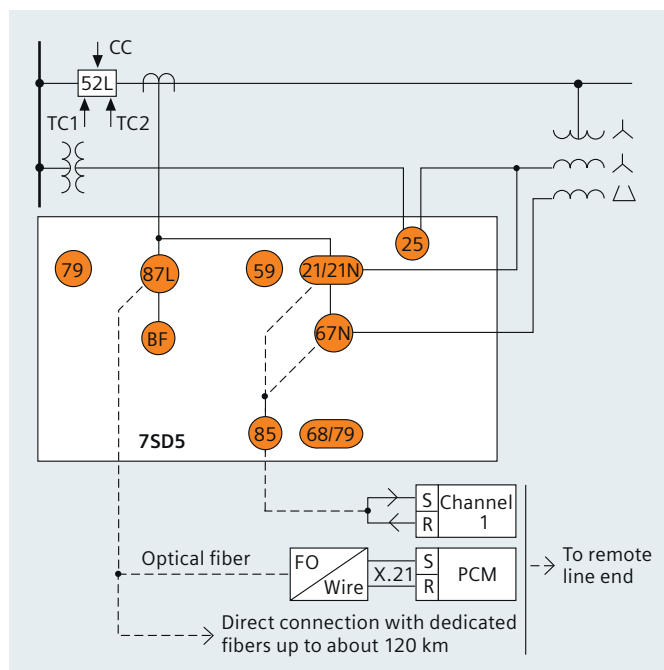 CC
52L
TC1
TC2
25
79
87L
59
21/21N
BF
67N
7SD5
85
68/79
S
R
Channel
1
Optical fiber
FO
Wire
X.21
S
R
PCM
To remote
line end
Direct connection with dedicated
fibers up to about 120 km